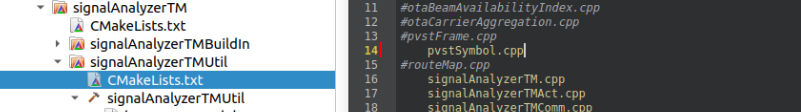 signalAnalyzerTM
CMakeLists.txt
signalAnalyzerTMBuildIn
signalAnalyzerTMUtil
CMakeLists.txt
signalAnalyzerTMUtil
11 #otaBeamAvailabilityIndex.cpp
12 #otaCarrierAggregation.cpp
13 #pvstFrame.cpp
14 pvstSymbol.cpp
15 #routeMap.cpp
16 signalAnalyzerTM.cpp
17 signalAnalyzerTMAct.cpp
18 signalAnalyzerTMComm.cpp